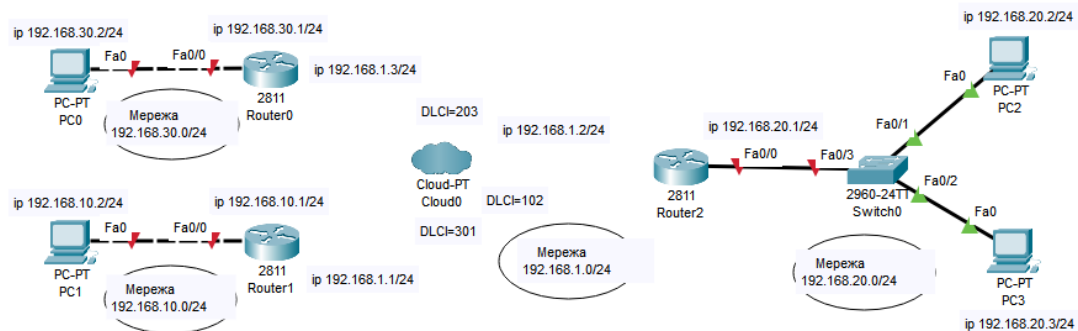 ip 192.168.30.2/24
ip 192.168.30.1/24
Fa0
Fa0/0
ip 192.168.1.3/24
PC-PT
PC0
2811
Router0
Мережа
192.168.30.0/24
ip 192.168.10.2/24
ip 192.168.10.1/24
Fa0
Fa0/0
PC-PT
PC1
2811
Router1
ip 192.168.1.1/24
Мережа
192.168.10.0/24
DLCI=203
ip 192.168.1.2/24
Cloud-PT
Cloud0
DLCI=102
DLCI=301
Мережа
192.168.1.0/24
ip 192.168.20.1/24
Fa0/0
Fa0/3
2811
Router2
2960-24TT
Switch0
Fa0/1
Fa0
ip 192.168.20.2/24
PC-PT
PC2
Fa0/2
Fa0
PC-PT
PC3
ip 192.168.20.3/24
Мережа
192.168.20.0/24